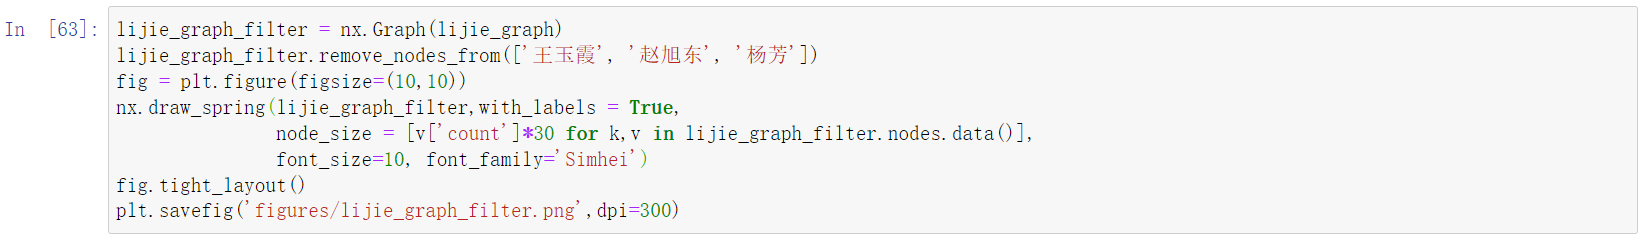 In [63]: lijie_graph_filter = nx.Graph(lijie_graph)
lijie_graph_filter.remove_nodes_from(['王玉霞', '赵旭东', '杨芳'])
fig = plt.figure(figsize=(10,10))
nx.draw_spring(lijie_graph_filter,with_labels = True,
node_size = [v['count']*30 for k,v in lijie_graph_filter.nodes.data()],
font_size=10, font_family='Simhei')
fig.tight_layout()
plt.savefig('figures/lijie_graph_filter.png',dpi=300)